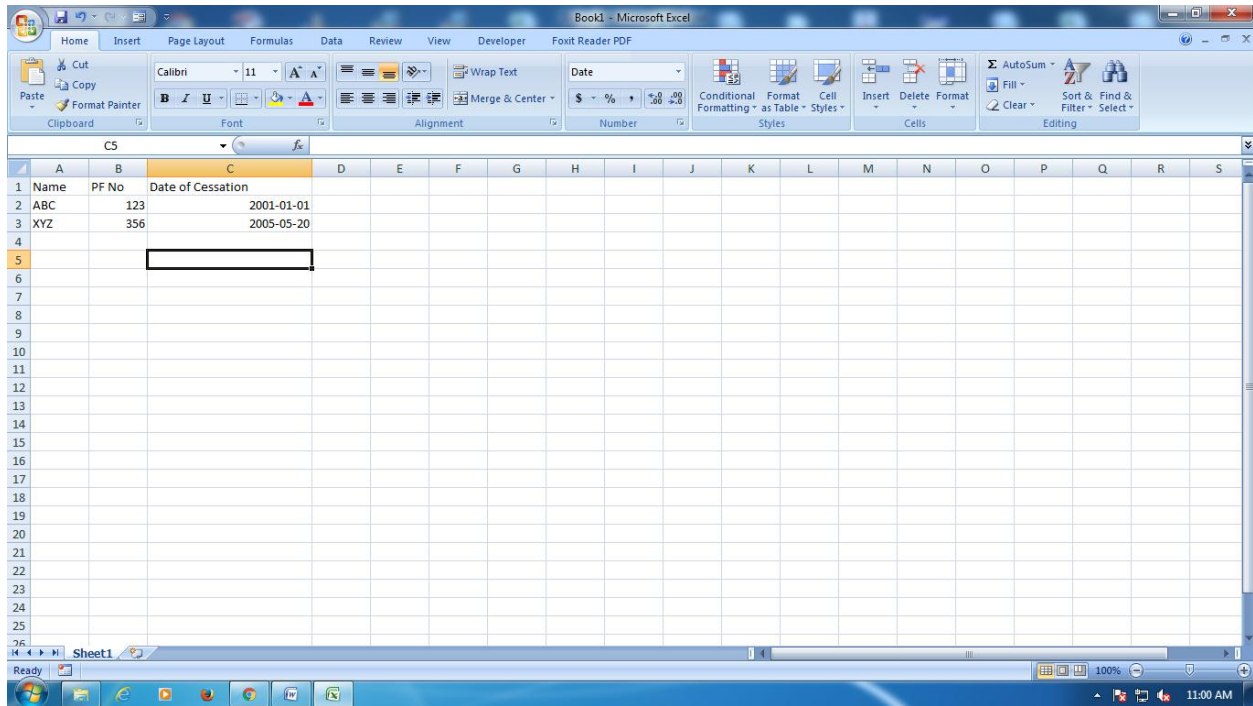 Book1 - Microsoft Excel
Home Insert Page Layout Formulas Data Review View Developer Foxit Reader PDF
Paste
Cut
Copy
Format Painter
Clipboard
Calibri 11
B I U
Font
Wrap Text
Merge & Center
Alignment
Date
$ % ,
Number
Conditional Formatting
Format as Table
Cell Styles
Styles
Insert Delete Format
Cells
Σ AutoSum
Fill
Clear
Sort & Filter
Find & Select
Editing
C5 fx
A B C D E F G H I J K L M N O P Q R S
1 Name PF No Date of Cessation
2 ABC 123 2001-01-01
3 XYZ 356 2005-05-20
4
5
6
7
8
9
10
11
12
13
14
15
16
17
18
19
20
21
22
23
24
25
26
Sheet1
Ready 100%
11:00 AM